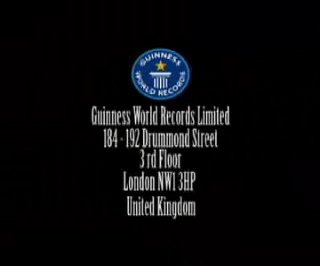 GUINNESS
WORLD RECORDS
Guinness World Records Limited
184 - 192 Drummond Street
3 rd Floor
London NW1 3HP
United Kingdom